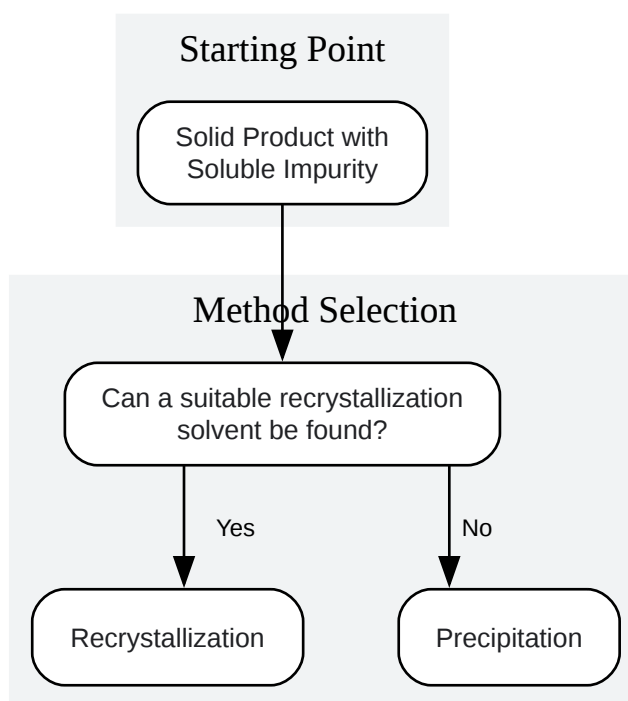 Starting Point
Solid Product with
Soluble Impurity
Method Selection
Can a suitable recrystallization
solvent be found?
Yes
No
Recrystallization
Precipitation